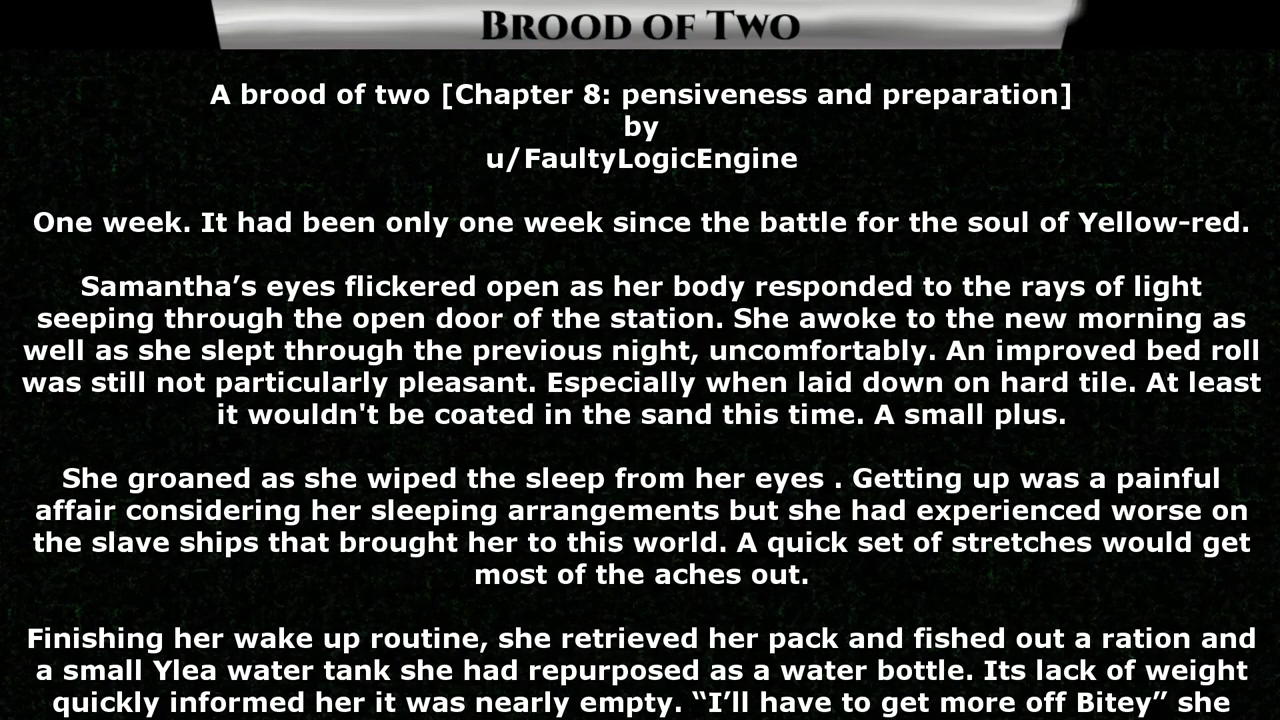 Brood of Two
A brood of two [Chapter 8: pensiveness and preparation]
by
u/FaultyLogicEngine
One week. It had been only one week since the battle for the soul of Yellow-red.
Samantha’s eyes flickered open as her body responded to the rays of light
seeping through the open door of the station. She awoke to the new morning as
well as she slept through the previous night, uncomfortably. An improved bed roll
was still not particularly pleasant. Especially when laid down on hard tile. At least
it wouldn't be coated in the sand this time. A small plus.
She groaned as she wiped the sleep from her eyes . Getting up was a painful
affair considering her sleeping arrangements but she had experienced worse on
the slave ships that brought her to this world. A quick set of stretches would get
most of the aches out.
Finishing her wake up routine, she retrieved her pack and fished out a ration and
a small Ylea water tank she had repurposed as a water bottle. Its lack of weight
quickly informed her it was nearly empty. “I’ll have to get more off Bitey” she